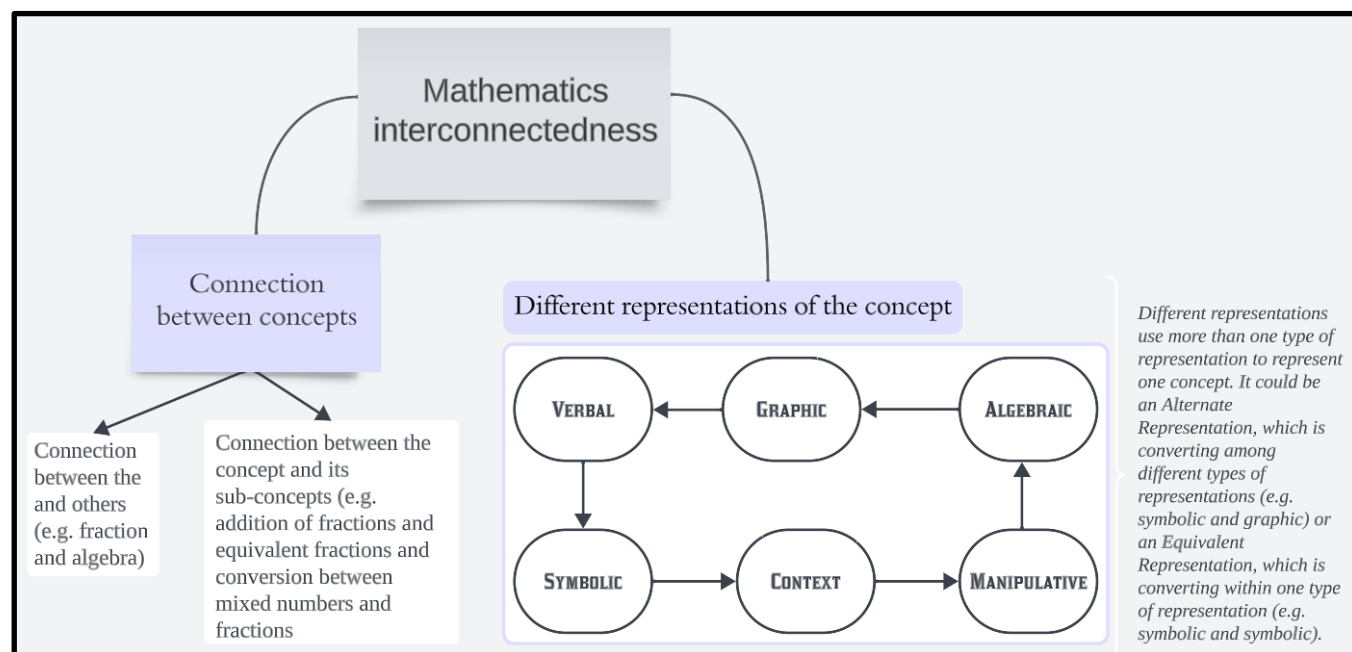 Mathematics
interconnectedness
Connection
between concepts
Connection
between the
and others
(e.g. fraction
and algebra)
Connection between the
concept and its
sub-concepts (e.g.
addition of fractions and
equivalent fractions and
conversion between
mixed numbers and
fractions
Different representations of the concept
VERBAL
GRAPHIC
ALGEBRAIC
SYMBOLIC
CONTEXT
MANIPULATIVE
Different representations
use more than one type of
representation to represent
one concept. It could be
an Alternate
Representation, which is
converting among
different types of
representations (e.g.
symbolic and graphic) or
an Equivalent
Representation, which is
converting within one type
of representation (e.g.
symbolic and symbolic).